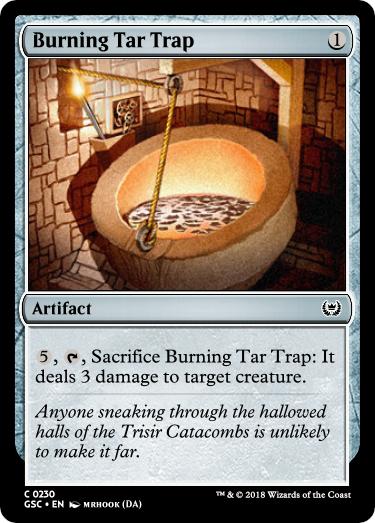 Burning Tar Trap 1
Artifact
5, , Sacrifice Burning Tar Trap: It
deals 3 damage to target creature.
Anyone sneaking through the hallowed
halls of the Trisir Catacombs is unlikely
to make it far.
C 0230
GSC • EN MRHOOK (DA)
™ & © 2018 Wizards of the Coast